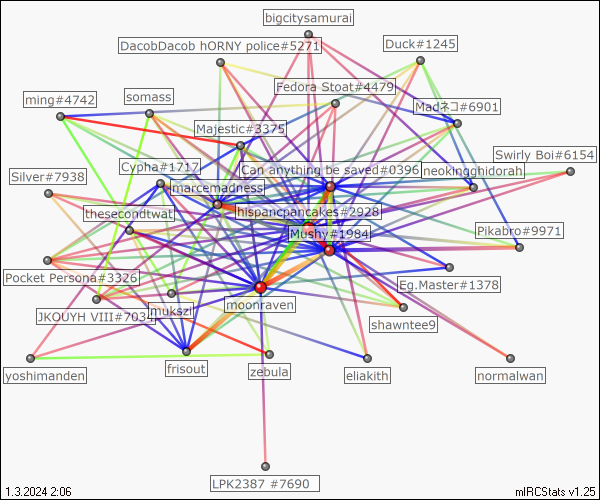 bigcitysamurai
DacobDacob hORNY police#5271
Duck#1245
Fedora Stoat#4479
ming#4742
somass
Madネコ#6901
Majestic#3375
Swirly Boi#6154
Cypha#1717
Can anything be saved#0396
neokingghidorah
Silver#7938
marcemadness
thesecondtwat
hispancpancakes#2928
Mushy#1984
Pikabro#9971
Pocket Persona#3326
Eg.Master#1378
JKOUYH VIII#7034
mukszi
moonraven
shawntee9
yoshimanden
frisout
zebula
eliakith
normalwan
LPK2387 #7690
1.3.2024 2:06
mIRCStats v1.25